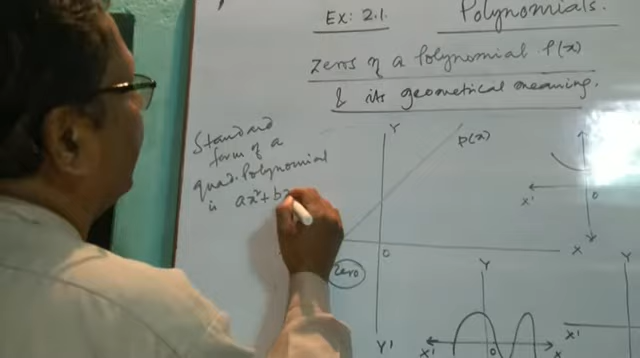 Ex: 2.1.
Polynomials.
Zeros of a Polynomial P(x)
& its geometrical meaning.
Standard
form of a
quad. Polynomial
is ax²+bx
Y
P(x)
X'
O
X
O
Zero
Y'
Y
X'
O
X
Y
X'